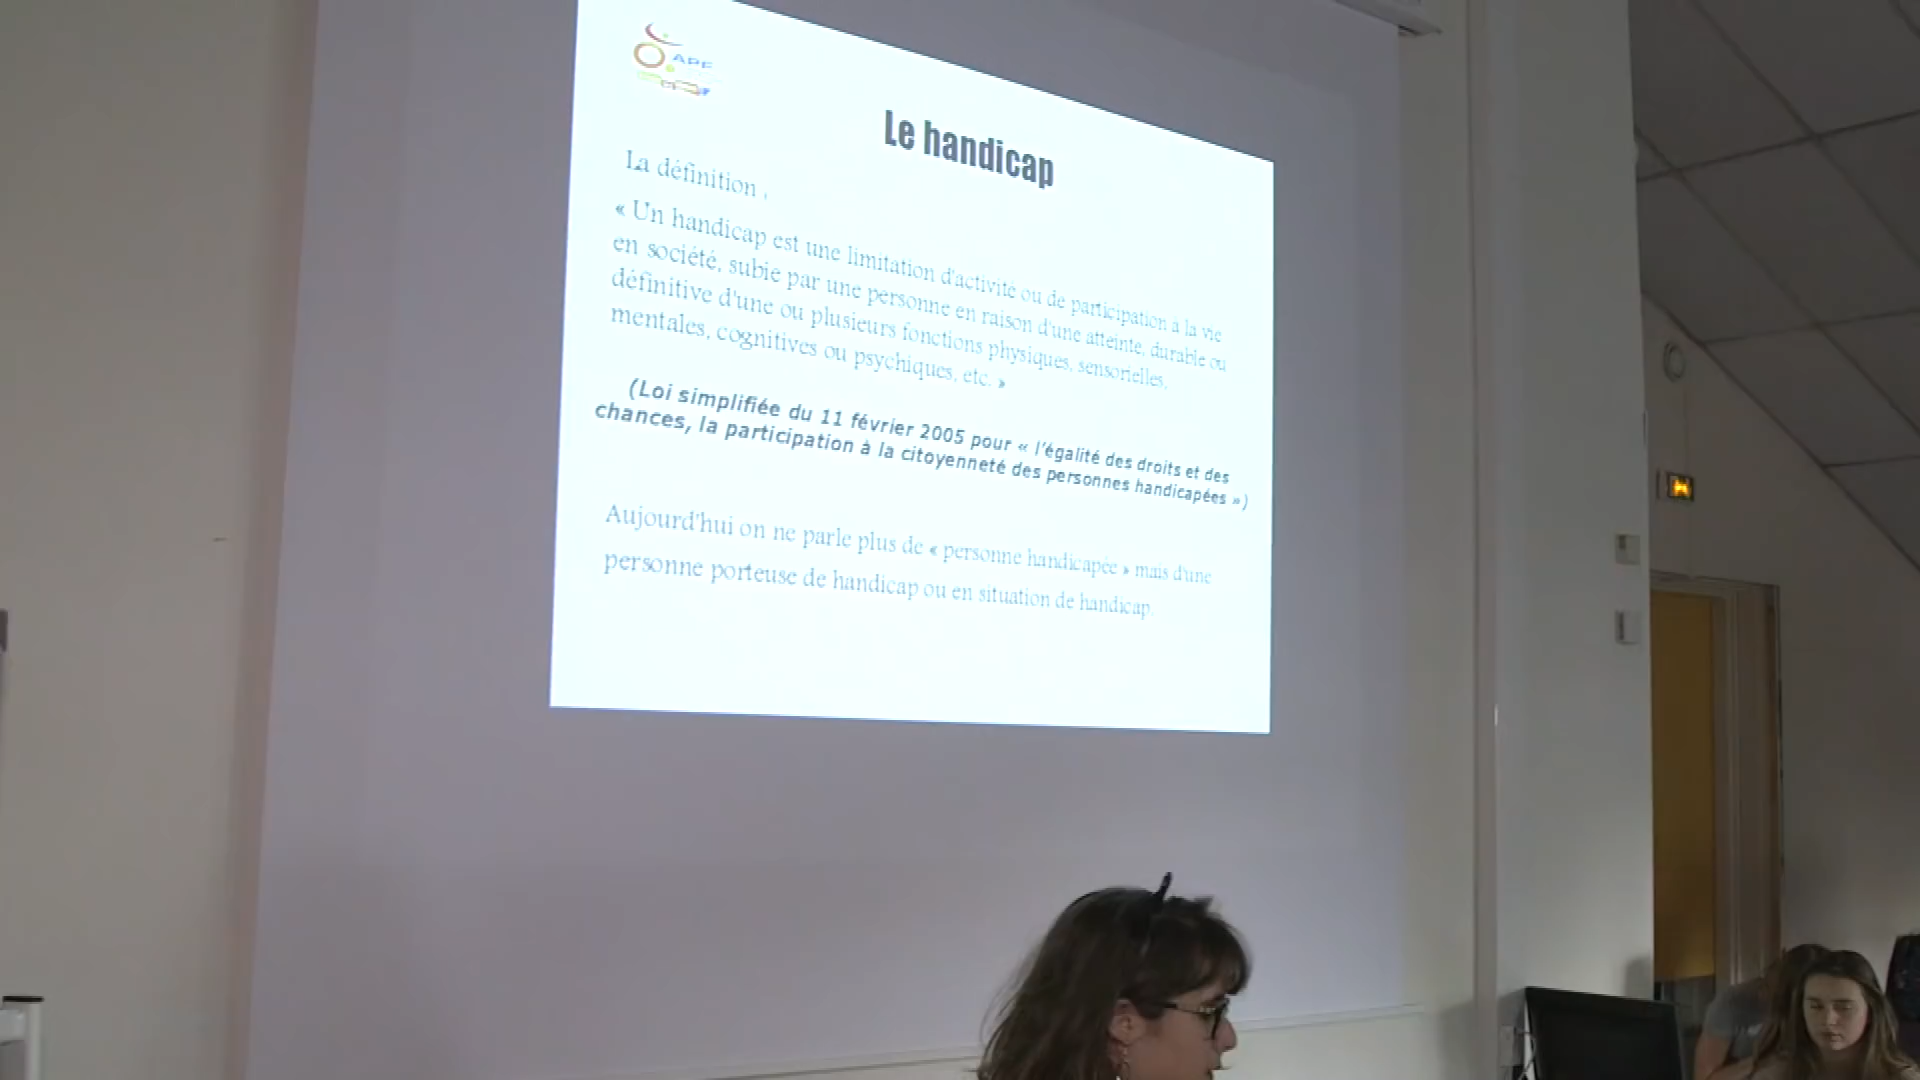 APF
Le handicap
La définition :
« Un handicap est une limitation d'activité ou de participation à la vie
en société, subie par une personne en raison d'une atteinte, durable ou
définitive d'une ou plusieurs fonctions physiques, sensorielles,
mentales, cognitives ou psychiques, etc. »
(Loi simplifiée du 11 février 2005 pour « l'égalité des droits et des
chances, la participation à la citoyenneté des personnes handicapées »)
Aujourd'hui on ne parle plus de « personne handicapée » mais d'une
personne porteuse de handicap ou en situation de handicap.